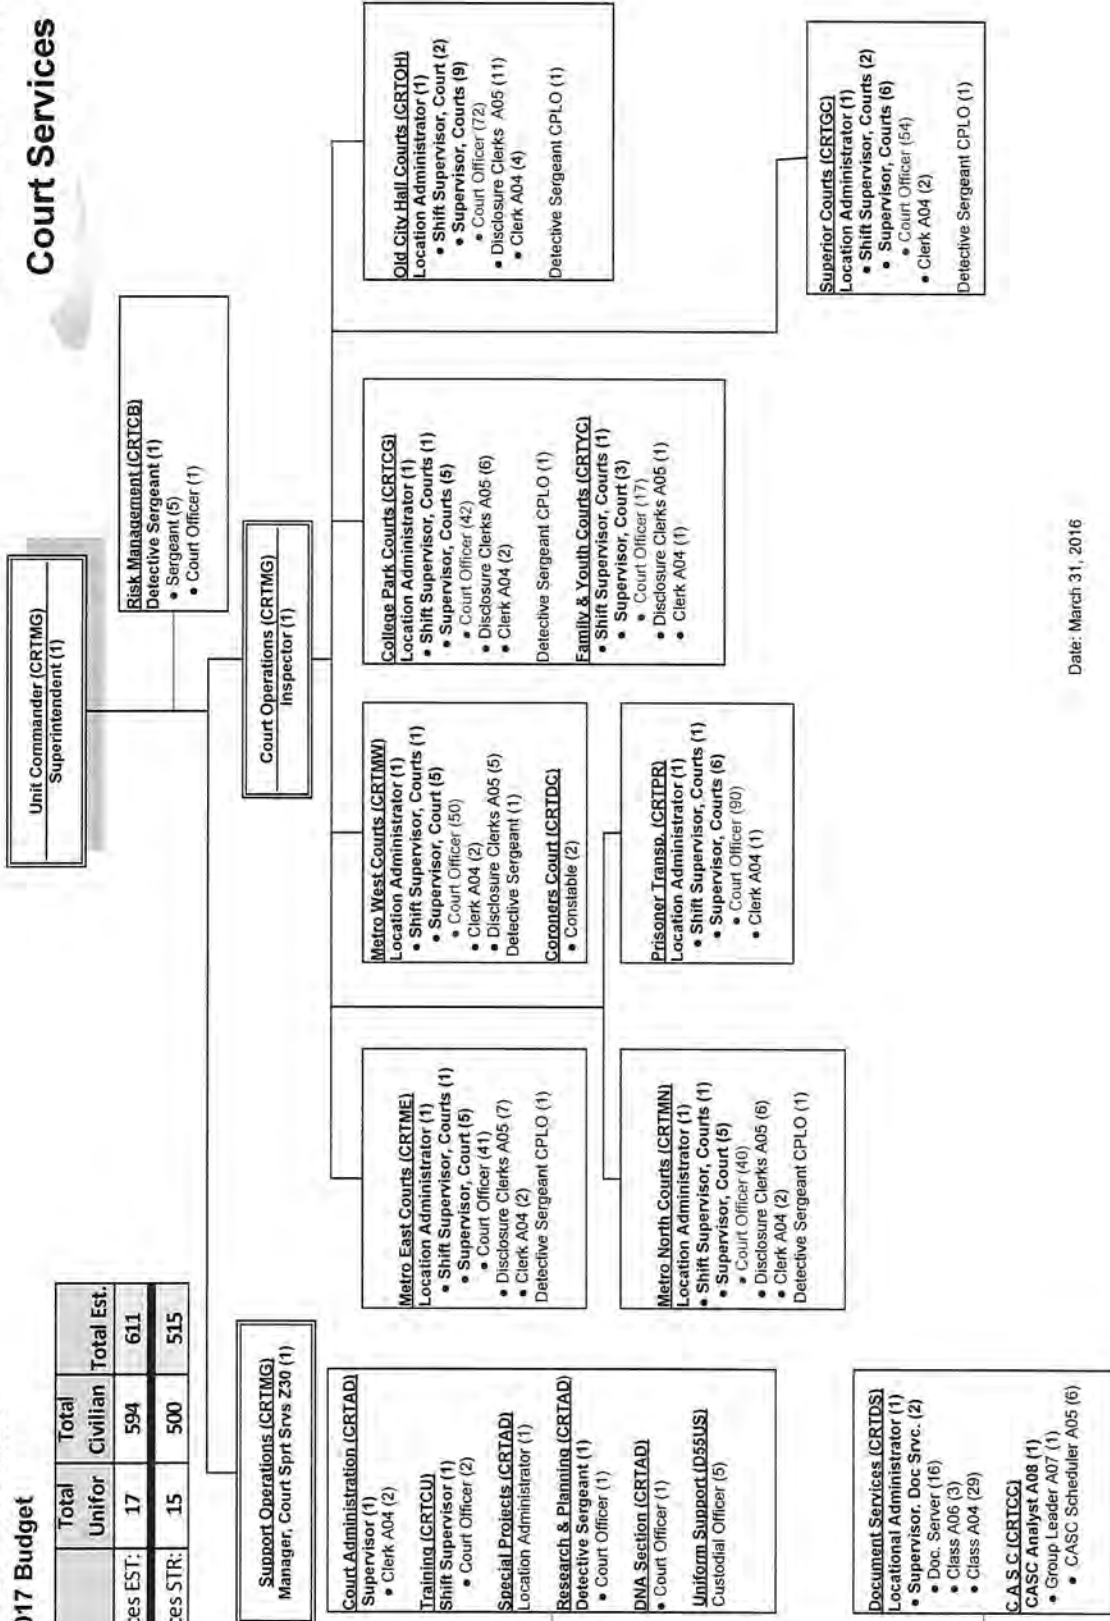 017 Budget
Court Services
Total Unifor
Total Civilian
Total Est.
ces EST: 17 594 611
ces STR: 15 500 515
Unit Commander (CRTMG)
Superintendent (1)
Risk Management (CRTCB)
Detective Sergeant (1)
• Sergeant (5)
• Court Officer (1)
Support Operations (CRTMG)
Manager, Court Sprt Srvs Z30 (1)
Court Operations (CRTMG)
Inspector (1)
Court Administration (CRTAD)
Supervisor (1)
• Clerk A04 (2)
Training (CRTCU)
Shift Supervisor (1)
• Court Officer (2)
Special Projects (CRTAD)
Location Administrator (1)
Research & Planning (CRTAD)
Detective Sergeant (1)
• Court Officer (1)
DNA Section (CRTAD)
• Court Officer (1)
Uniform Support (D55US)
Custodial Officer (5)
Document Services (CRTDS)
Locational Administrator (1)
• Supervisor. Doc Srvc. (2)
• Doc. Server (16)
• Class A06 (3)
• Class A04 (29)
C A S C (CRTCC)
CASC Analyst A08 (1)
• Group Leader A07 (1)
• CASC Scheduler A05 (6)
Metro East Courts (CRTME)
Location Administrator (1)
• Shift Supervisor, Courts (1)
• Supervisor, Court (5)
• Court Officer (41)
• Disclosure Clerks A05 (7)
• Clerk A04 (2)
Detective Sergeant CPLO (1)
Metro North Courts (CRTMN)
Location Administrator (1)
• Shift Supervisor, Courts (1)
• Supervisor, Court (5)
• Court Officer (40)
• Disclosure Clerks A05 (6)
• Clerk A04 (2)
Detective Sergeant CPLO (1)
Metro West Courts (CRTMW)
Location Administrator (1)
• Shift Supervisor, Courts (1)
• Supervisor, Court (5)
• Court Officer (50)
• Clerk A04 (2)
• Disclosure Clerks A05 (5)
Detective Sergeant (1)
Coroners Court (CRTDC)
• Constable (2)
Prisoner Transp. (CRTPR)
Location Administrator (1)
• Shift Supervisor, Courts (1)
• Supervisor, Courts (6)
• Court Officer (90)
• Clerk A04 (1)
College Park Courts (CRTCG)
Location Administrator (1)
• Shift Supervisor, Courts (1)
• Supervisor, Courts (5)
• Court Officer (42)
• Disclosure Clerks A05 (6)
• Clerk A04 (2)
Detective Sergeant CPLO (1)
Family & Youth Courts (CRTYC)
• Shift Supervisor, Courts (1)
• Supervisor, Court (3)
• Court Officer (17)
• Disclosure Clerks A05 (1)
• Clerk A04 (1)
Old City Hall Courts (CRTOH)
Location Administrator (1)
• Shift Supervisor, Court (2)
• Supervisor, Courts (9)
• Court Officer (72)
• Disclosure Clerks A05 (11)
• Clerk A04 (4)
Detective Sergeant CPLO (1)
Superior Courts (CRTGC)
Location Administrator (1)
• Shift Supervisor, Courts (2)
• Supervisor, Courts (6)
• Court Officer (54)
• Clerk A04 (2)
Detective Sergeant CPLO (1)
Date: March 31, 2016